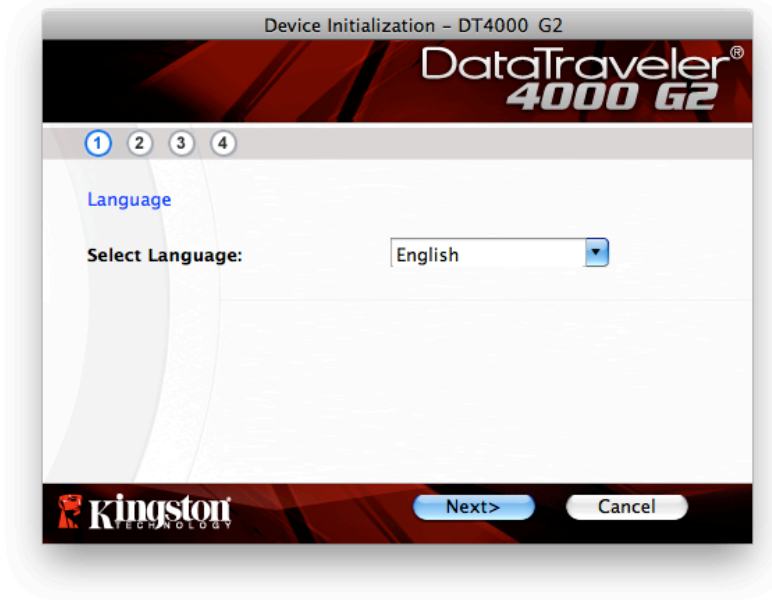 Device Initialization – DT4000 G2
DataTraveler®
4000 G2
1 2 3 4
Language
Select Language: English
Kingston
TECHNOLOGY
Next> Cancel